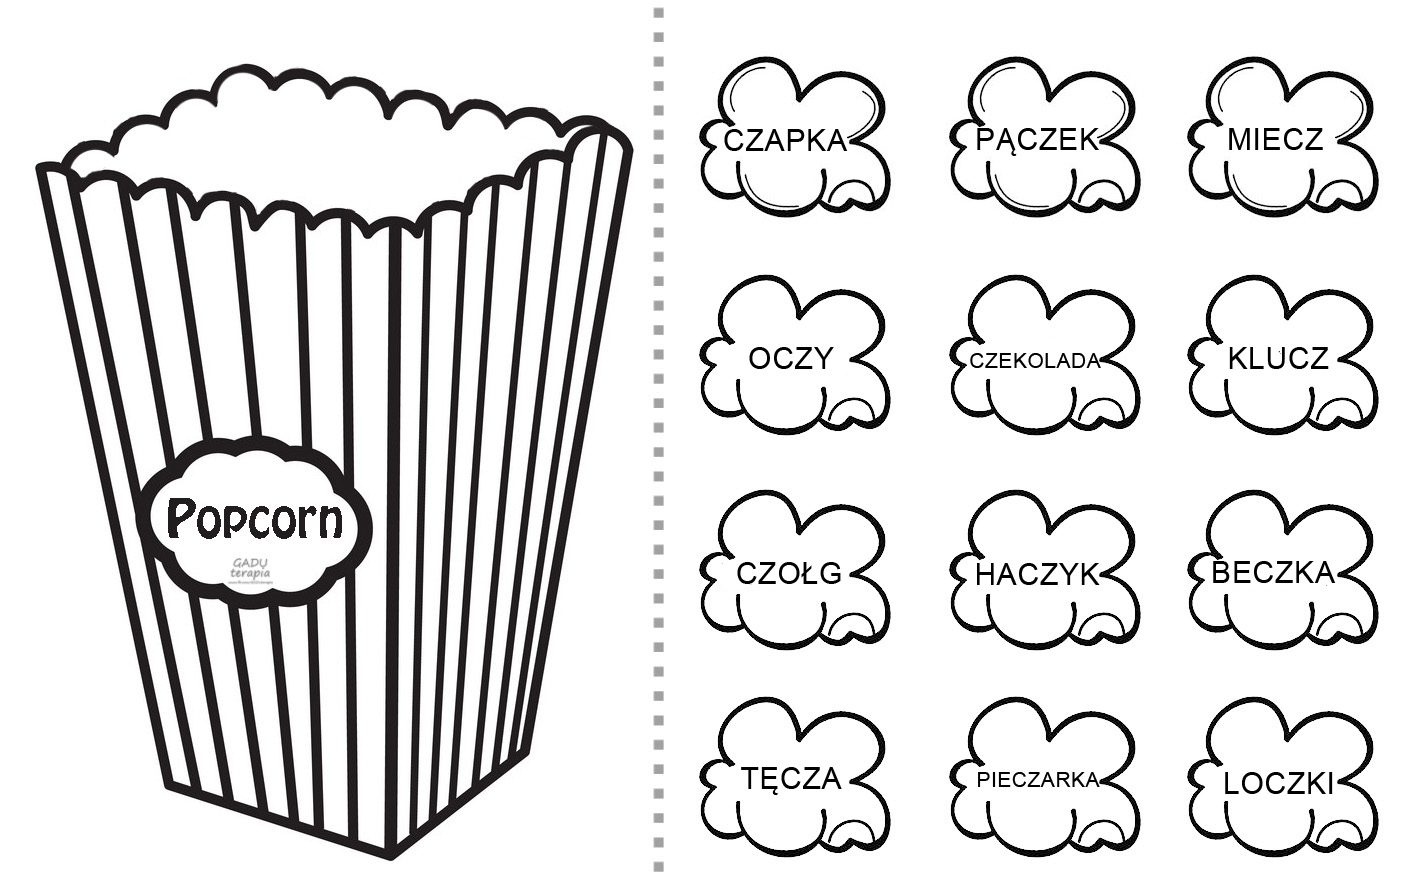 Popcorn
GADU
terapia
CZAPKA
PĄCZEK
MIECZ
OCZY
CZEKOLADA
KLUCZ
CZOŁG
HACZYK
BECZKA
TĘCZA
PIECZARKA
LOCZKI